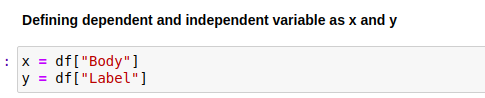 Defining dependent and independent variable as x and y
: x = df["Body"]
y = df["Label"]